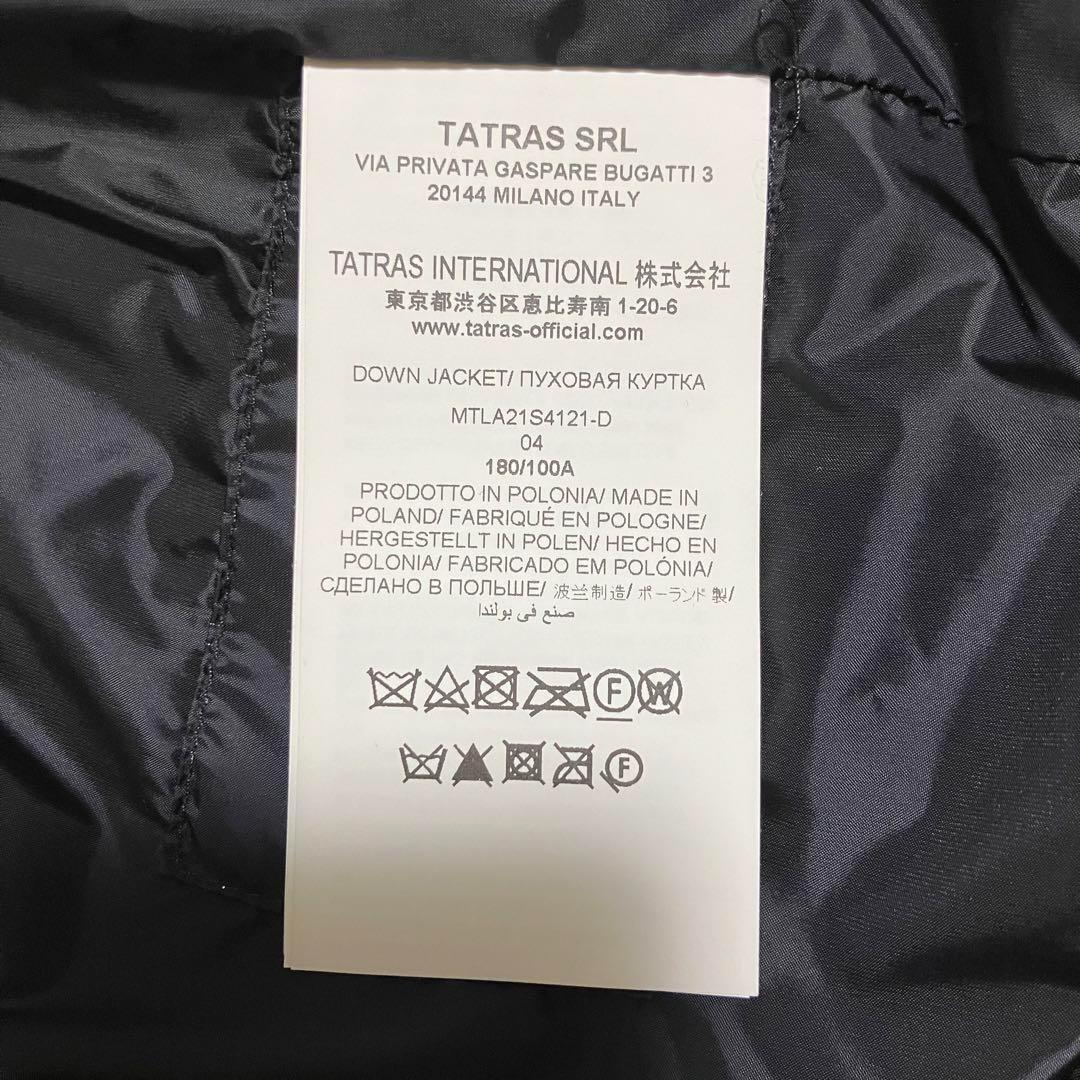 TATRAS SRL
VIA PRIVATA GASPARE BUGATTI 3
20144 MILANO ITALY
TATRAS INTERNATIONAL 株式会社
東京都渋谷区恵比寿南 1-20-6
www.tatras-official.com
DOWN JACKET/ ПУХОВАЯ КУРТКА
MTLA21S4121-D
04
180/100A
PRODOTTO IN POLONIA/ MADE IN
POLAND/ FABRIQUÉ EN POLOGNE/
HERGESTELLT IN POLEN/ HECHO EN
POLONIA/ FABRICADO EM POLÓNIA/
СДЕЛАНО В ПОЛЬШЕ/ 波兰制造/ ポーランド 製/
صنع في بولندا
F W
F